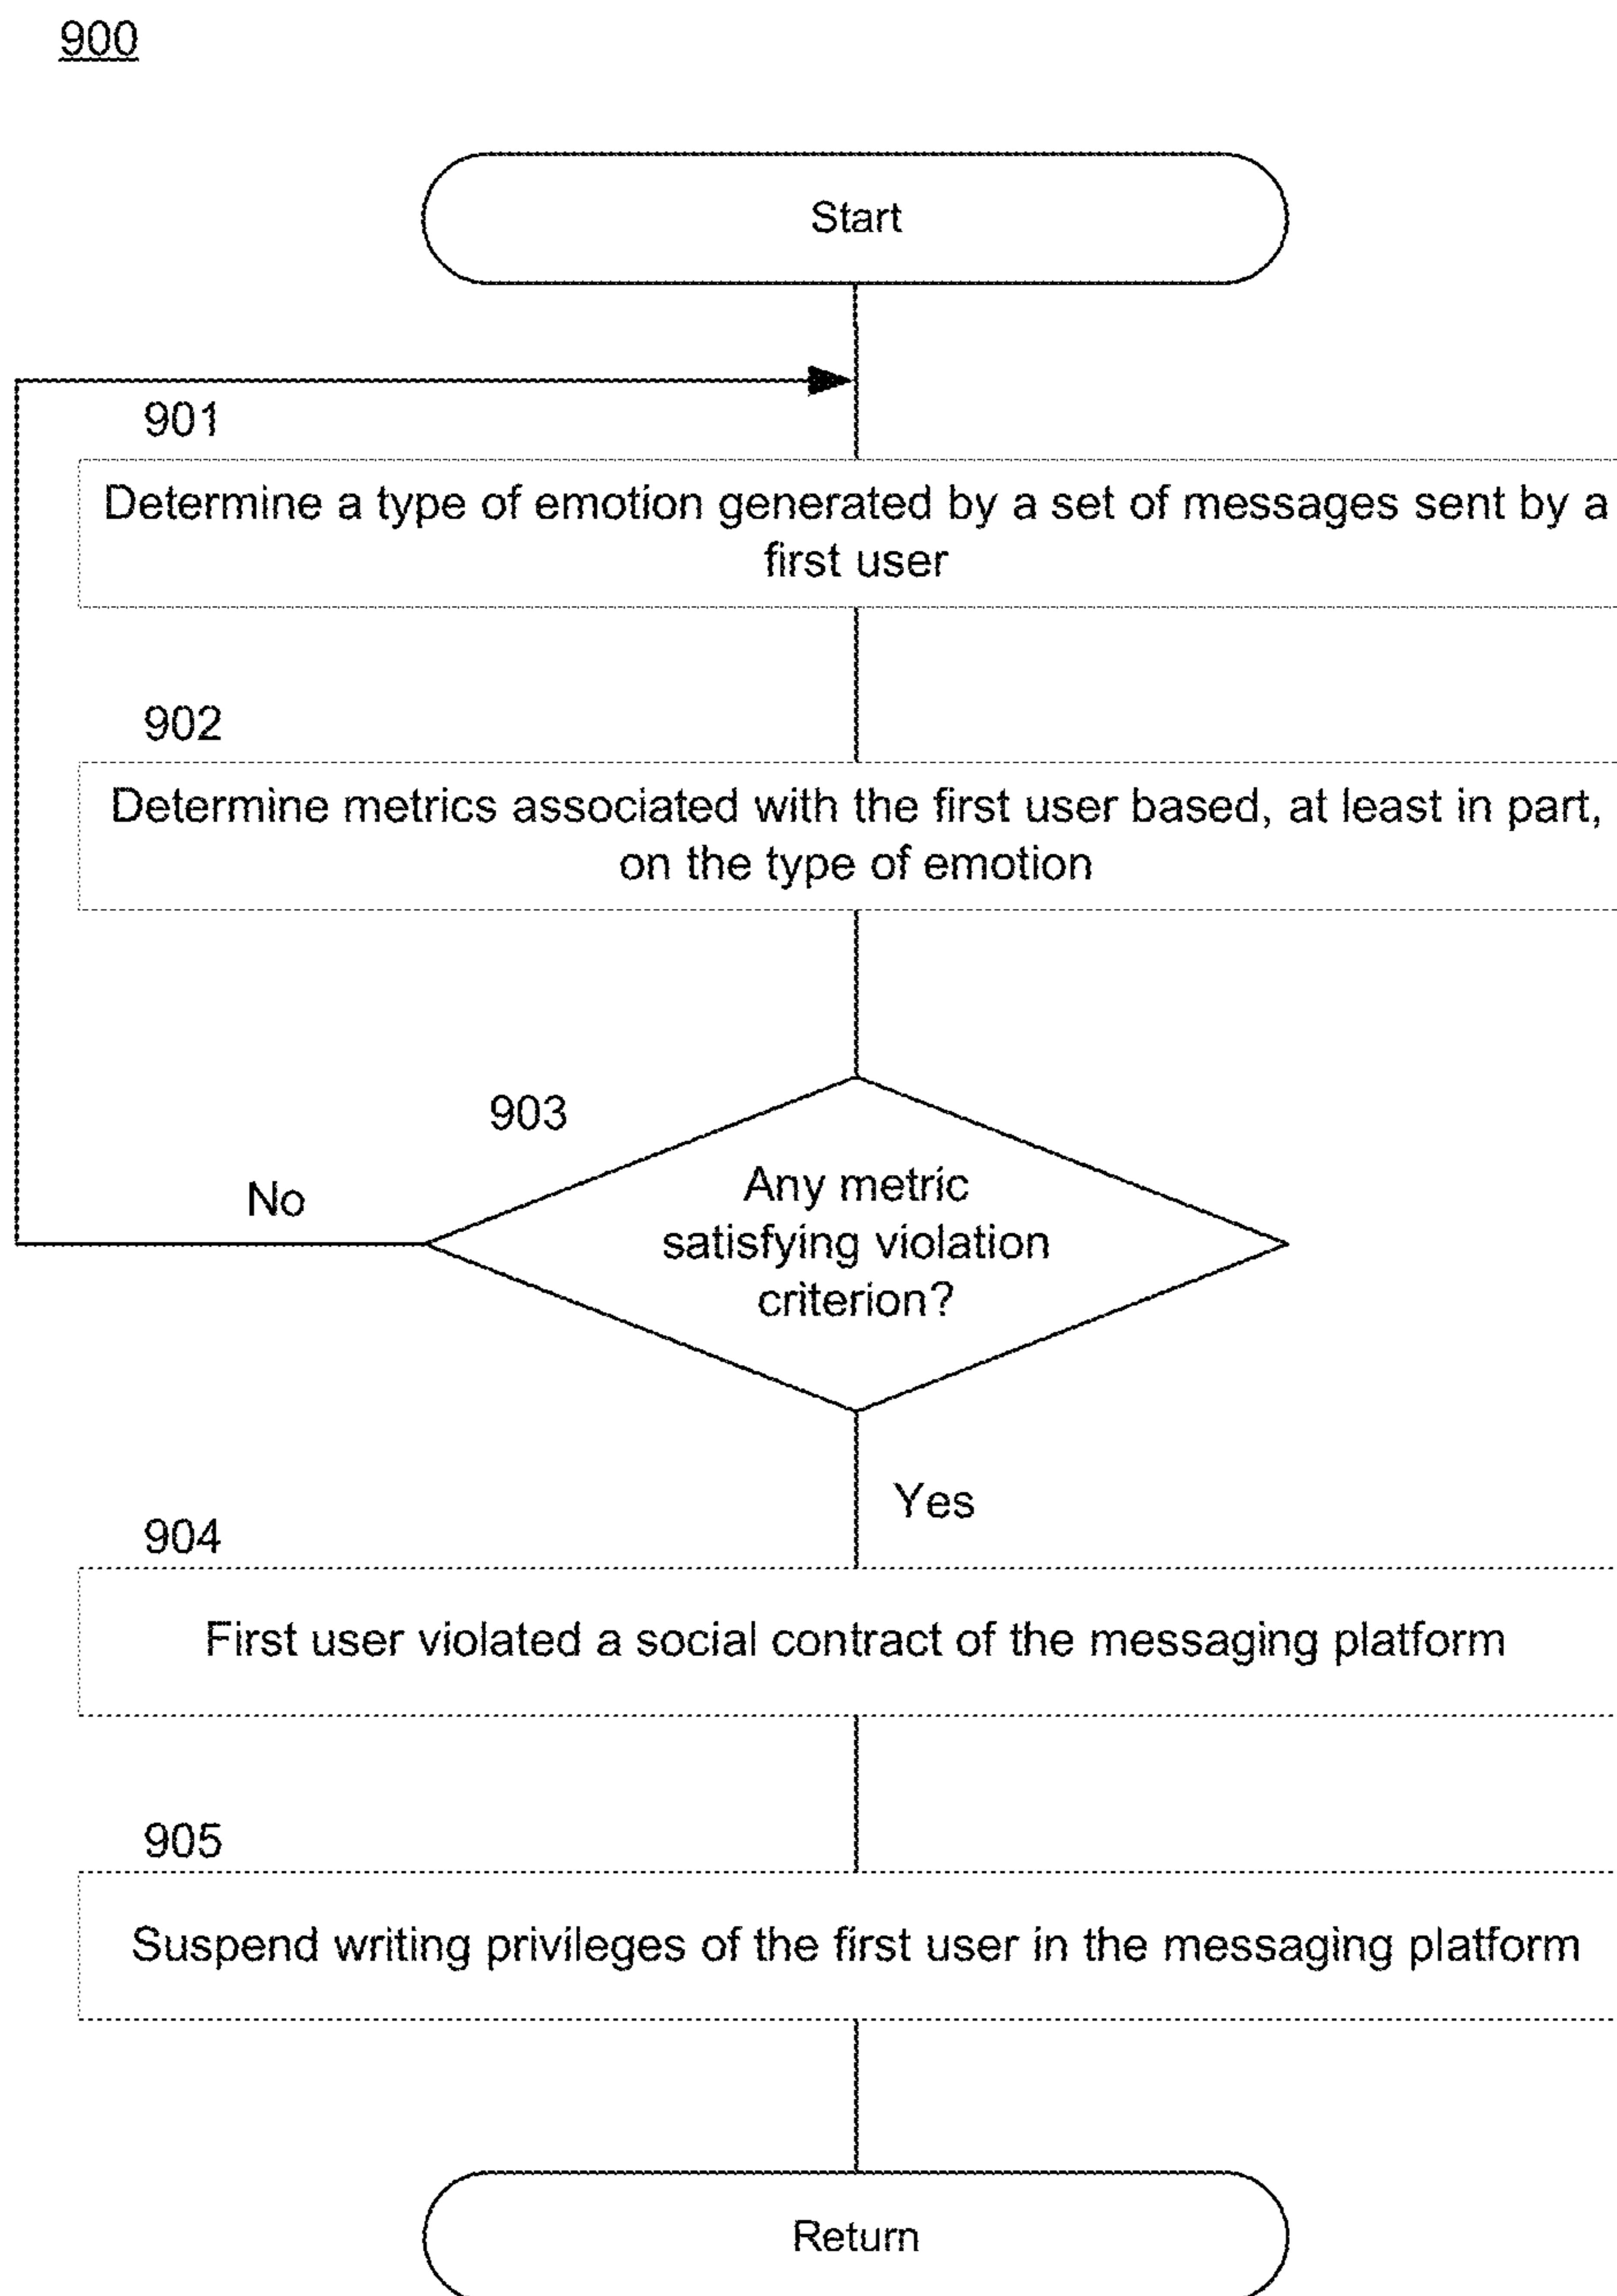 900
Start
901
Determine a type of emotion generated by a set of messages sent by a
first user
902
Determine metrics associated with the first user based, at least in part,
on the type of emotion
903
Any metric
satisfying violation
criterion?
No
Yes
904
First user violated a social contract of the messaging platform
905
Suspend writing privileges of the first user in the messaging platform
Return